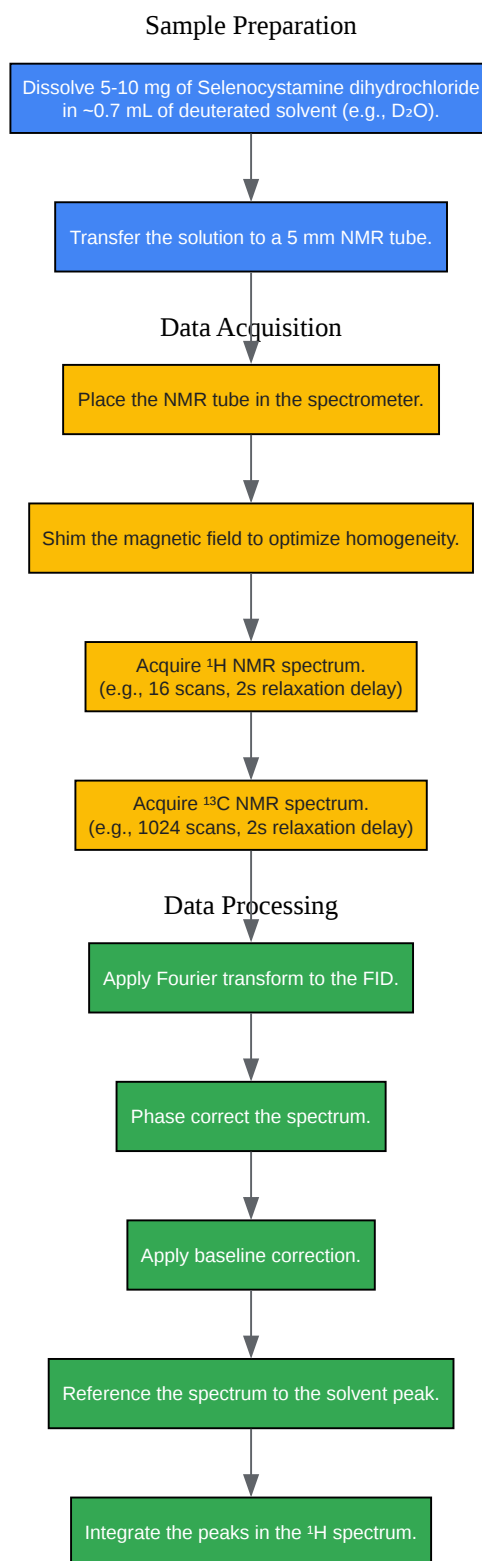 Sample Preparation
Dissolve 5-10 mg of Selenocystamine dihydrochloride
in ~0.7 mL of deuterated solvent (e.g., D₂O).
Transfer the solution to a 5 mm NMR tube.
Data Acquisition
Place the NMR tube in the spectrometer.
Shim the magnetic field to optimize homogeneity.
Acquire ¹H NMR spectrum.
(e.g., 16 scans, 2s relaxation delay)
Acquire ¹³C NMR spectrum.
(e.g., 1024 scans, 2s relaxation delay)
Data Processing
Apply Fourier transform to the FID.
Phase correct the spectrum.
Apply baseline correction.
Reference the spectrum to the solvent peak.
Integrate the peaks in the ¹H spectrum.